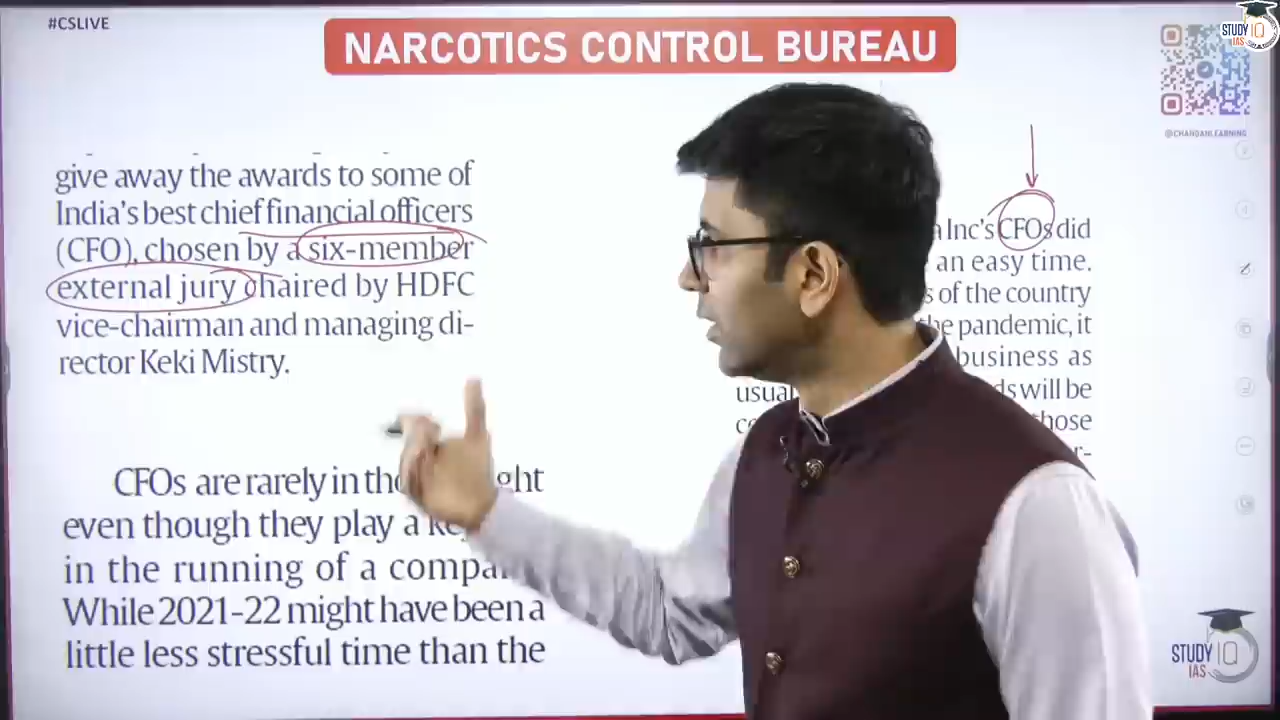 #CSLIVE
NARCOTICS CONTROL BUREAU
STUDY IQ
IAS
@CHANDANLEARNING
give away the awards to some of
India's best chief financial officers
(CFO), chosen by a six-member
external jury chaired by HDFC
vice-chairman and managing di-
rector Keki Mistry.
CFOs are rarely in the
even though they play a
in the running of a
While 2021-22 might have been a
little less stressful time than the
Inc's CFOs did
an easy time.
of the country
the pandemic, it
business as
usual
will be
STUDY IQ
IAS